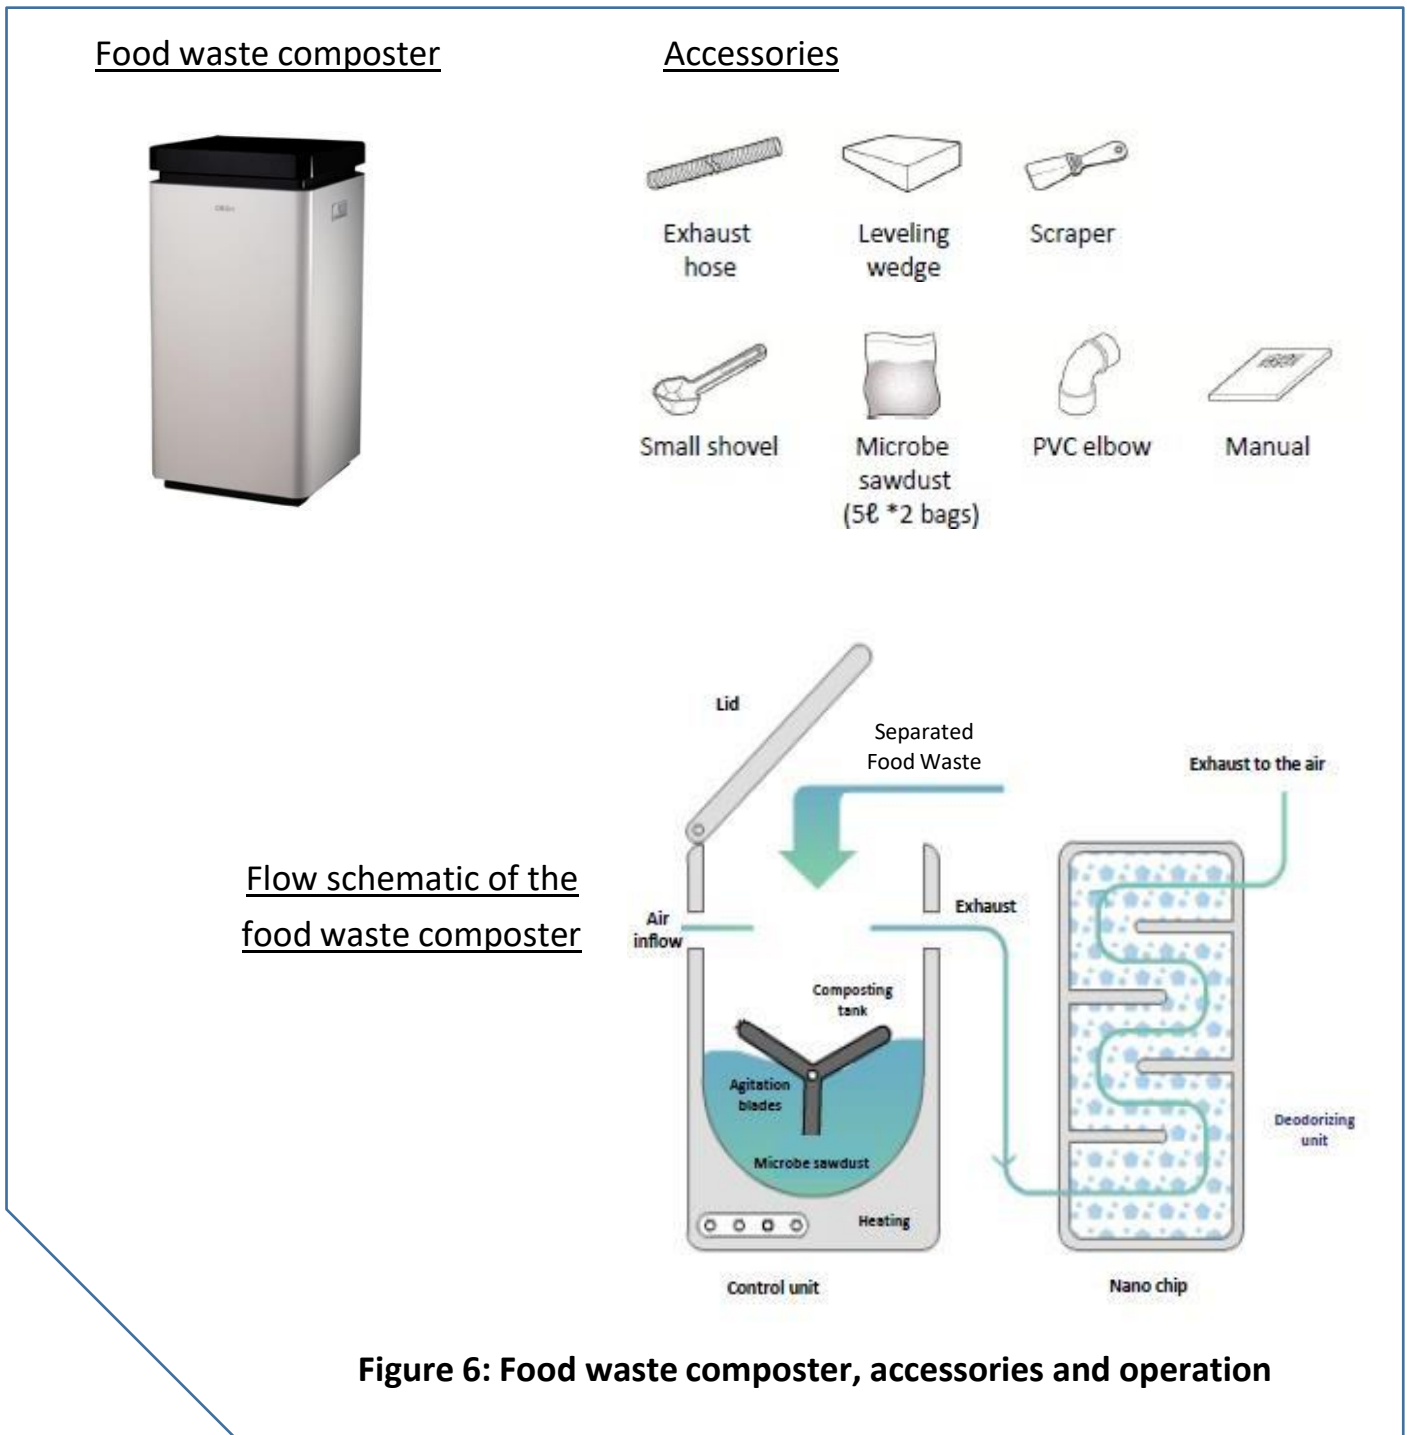 Food waste composter
Accessories
Exhaust
hose
Leveling
wedge
Scraper
Small shovel
Microbe
sawdust
(5ℓ *2 bags)
PVC elbow
Manual
Lid
Separated
Food Waste
Exhaust to the air
Flow schematic of the
food waste composter
Air
inflow
Exhaust
Composting
tank
Agitation
blades
Microbe sawdust
Heating
Deodorizing
unit
Control unit
Nano chip
Figure 6: Food waste composter, accessories and operation